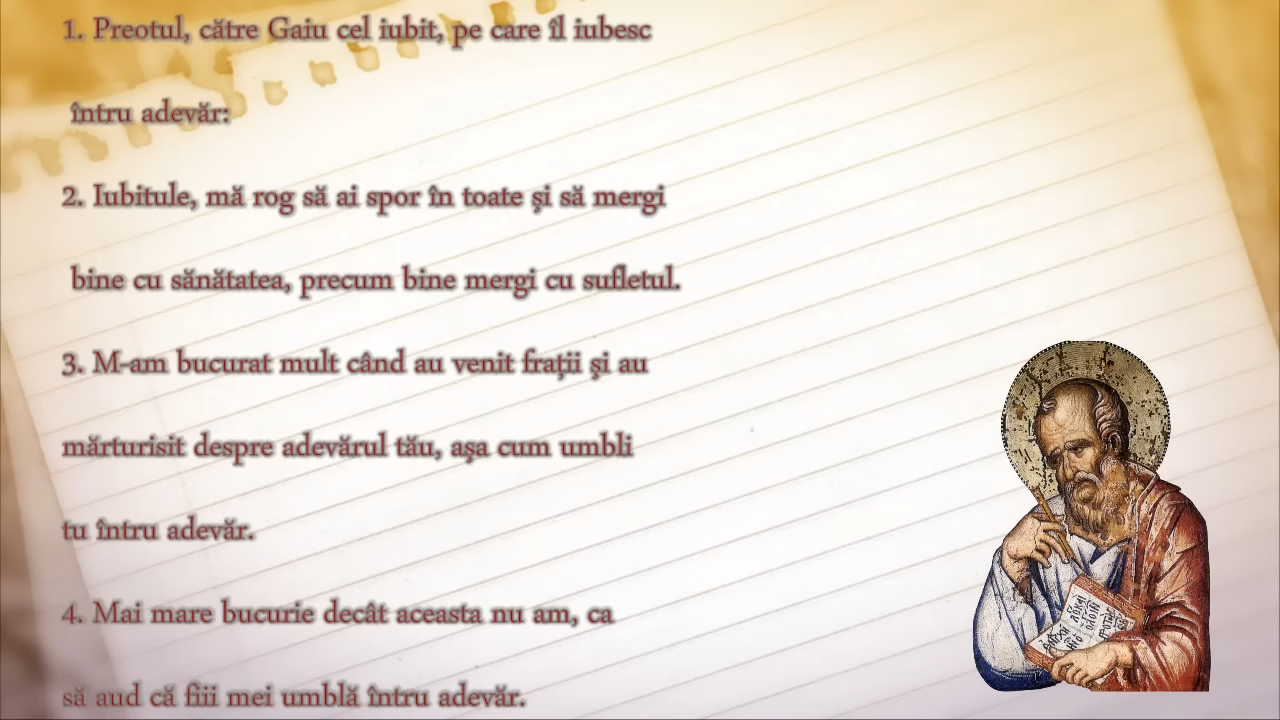 1. Preotul, către Gaiu cel iubit, pe care îl iubesc
întru adevăr:
2. Iubitule, mă rog să ai spor în toate şi să mergi
bine cu sănătatea, precum bine mergi cu sufletul.
3. M-am bucurat mult când au venit fraţii şi au
mărturisit despre adevărul tău, aşa cum umbli
tu întru adevăr.
4. Mai mare bucurie decât aceasta nu am, ca
să aud că fiii mei umblă întru adevăr.